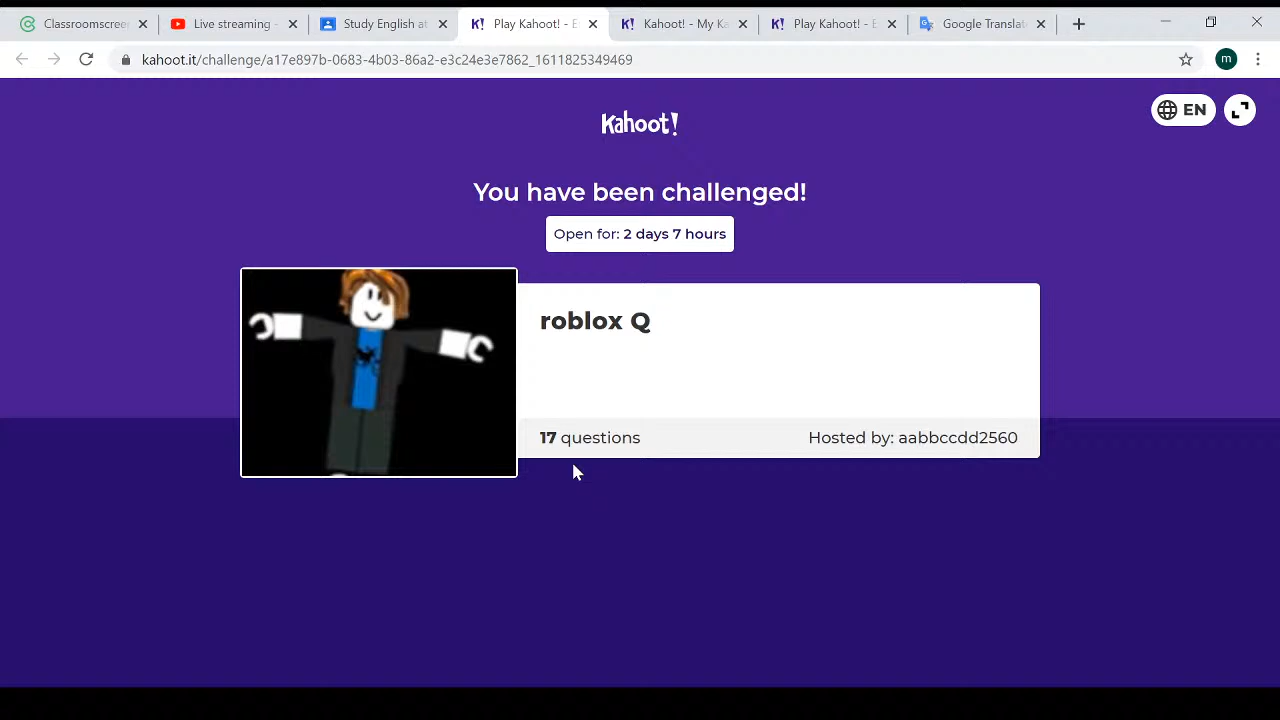 Classroomscree
Live streaming -
Study English at
Play Kahoot! - E
Kahoot! - My Ka
Play Kahoot! -
Google Translat
kahoot.it/challenge/a17e897b-0683-4b03-86a2-e3c24e3e7862_1611825349469
m
Kahoot!
EN
You have been challenged!
Open for: 2 days 7 hours
roblox Q
17 questions
Hosted by: aabbccdd2560